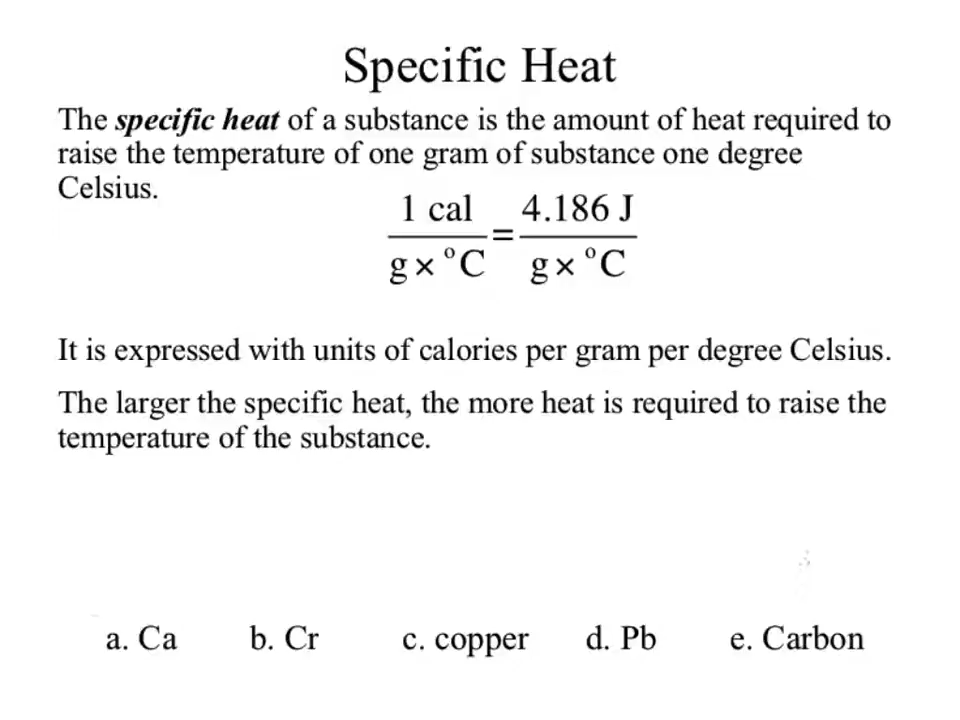 Specific Heat
The specific heat of a substance is the amount of heat required to
raise the temperature of one gram of substance one degree
Celsius.
1 cal / g × °C = 4.186 J / g × °C
It is expressed with units of calories per gram per degree Celsius.
The larger the specific heat, the more heat is required to raise the
temperature of the substance.
a. Ca b. Cr c. copper d. Pb e. Carbon